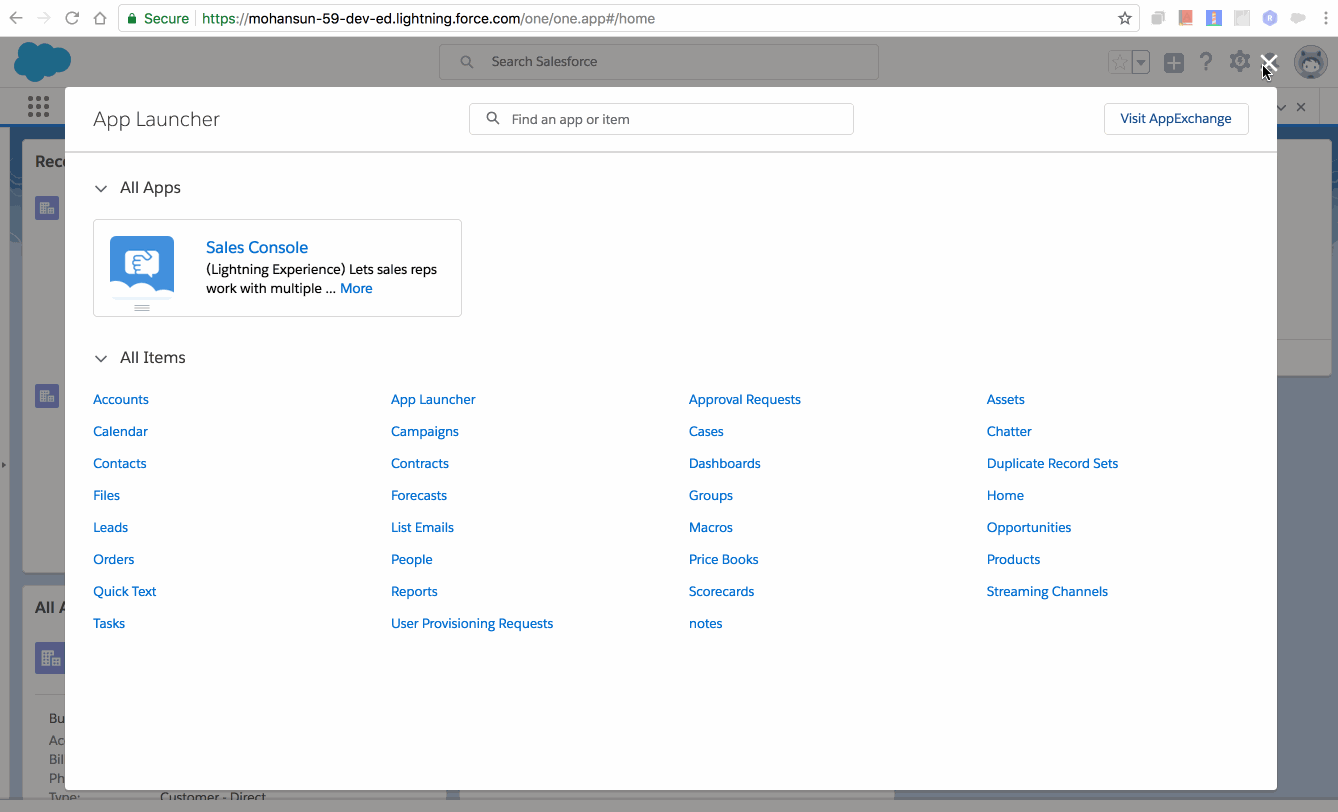 Secure https://mohansun-59-dev-ed.lightning.force.com/one/one.app#/home
Search Salesforce
App Launcher
Find an app or item
Visit AppExchange
Reco
All Apps
Sales Console
(Lightning Experience) Lets sales reps
work with multiple ... More
All Items
Accounts App Launcher Approval Requests Assets
Calendar Campaigns Cases Chatter
Contacts Contracts Dashboards Duplicate Record Sets
Files Forecasts Groups Home
Leads List Emails Macros Opportunities
Orders People Price Books Products
Quick Text Reports Scorecards Streaming Channels
Tasks User Provisioning Requests notes
All A
Bu
Acc
Bil
Ph
Type: Customer - Direct